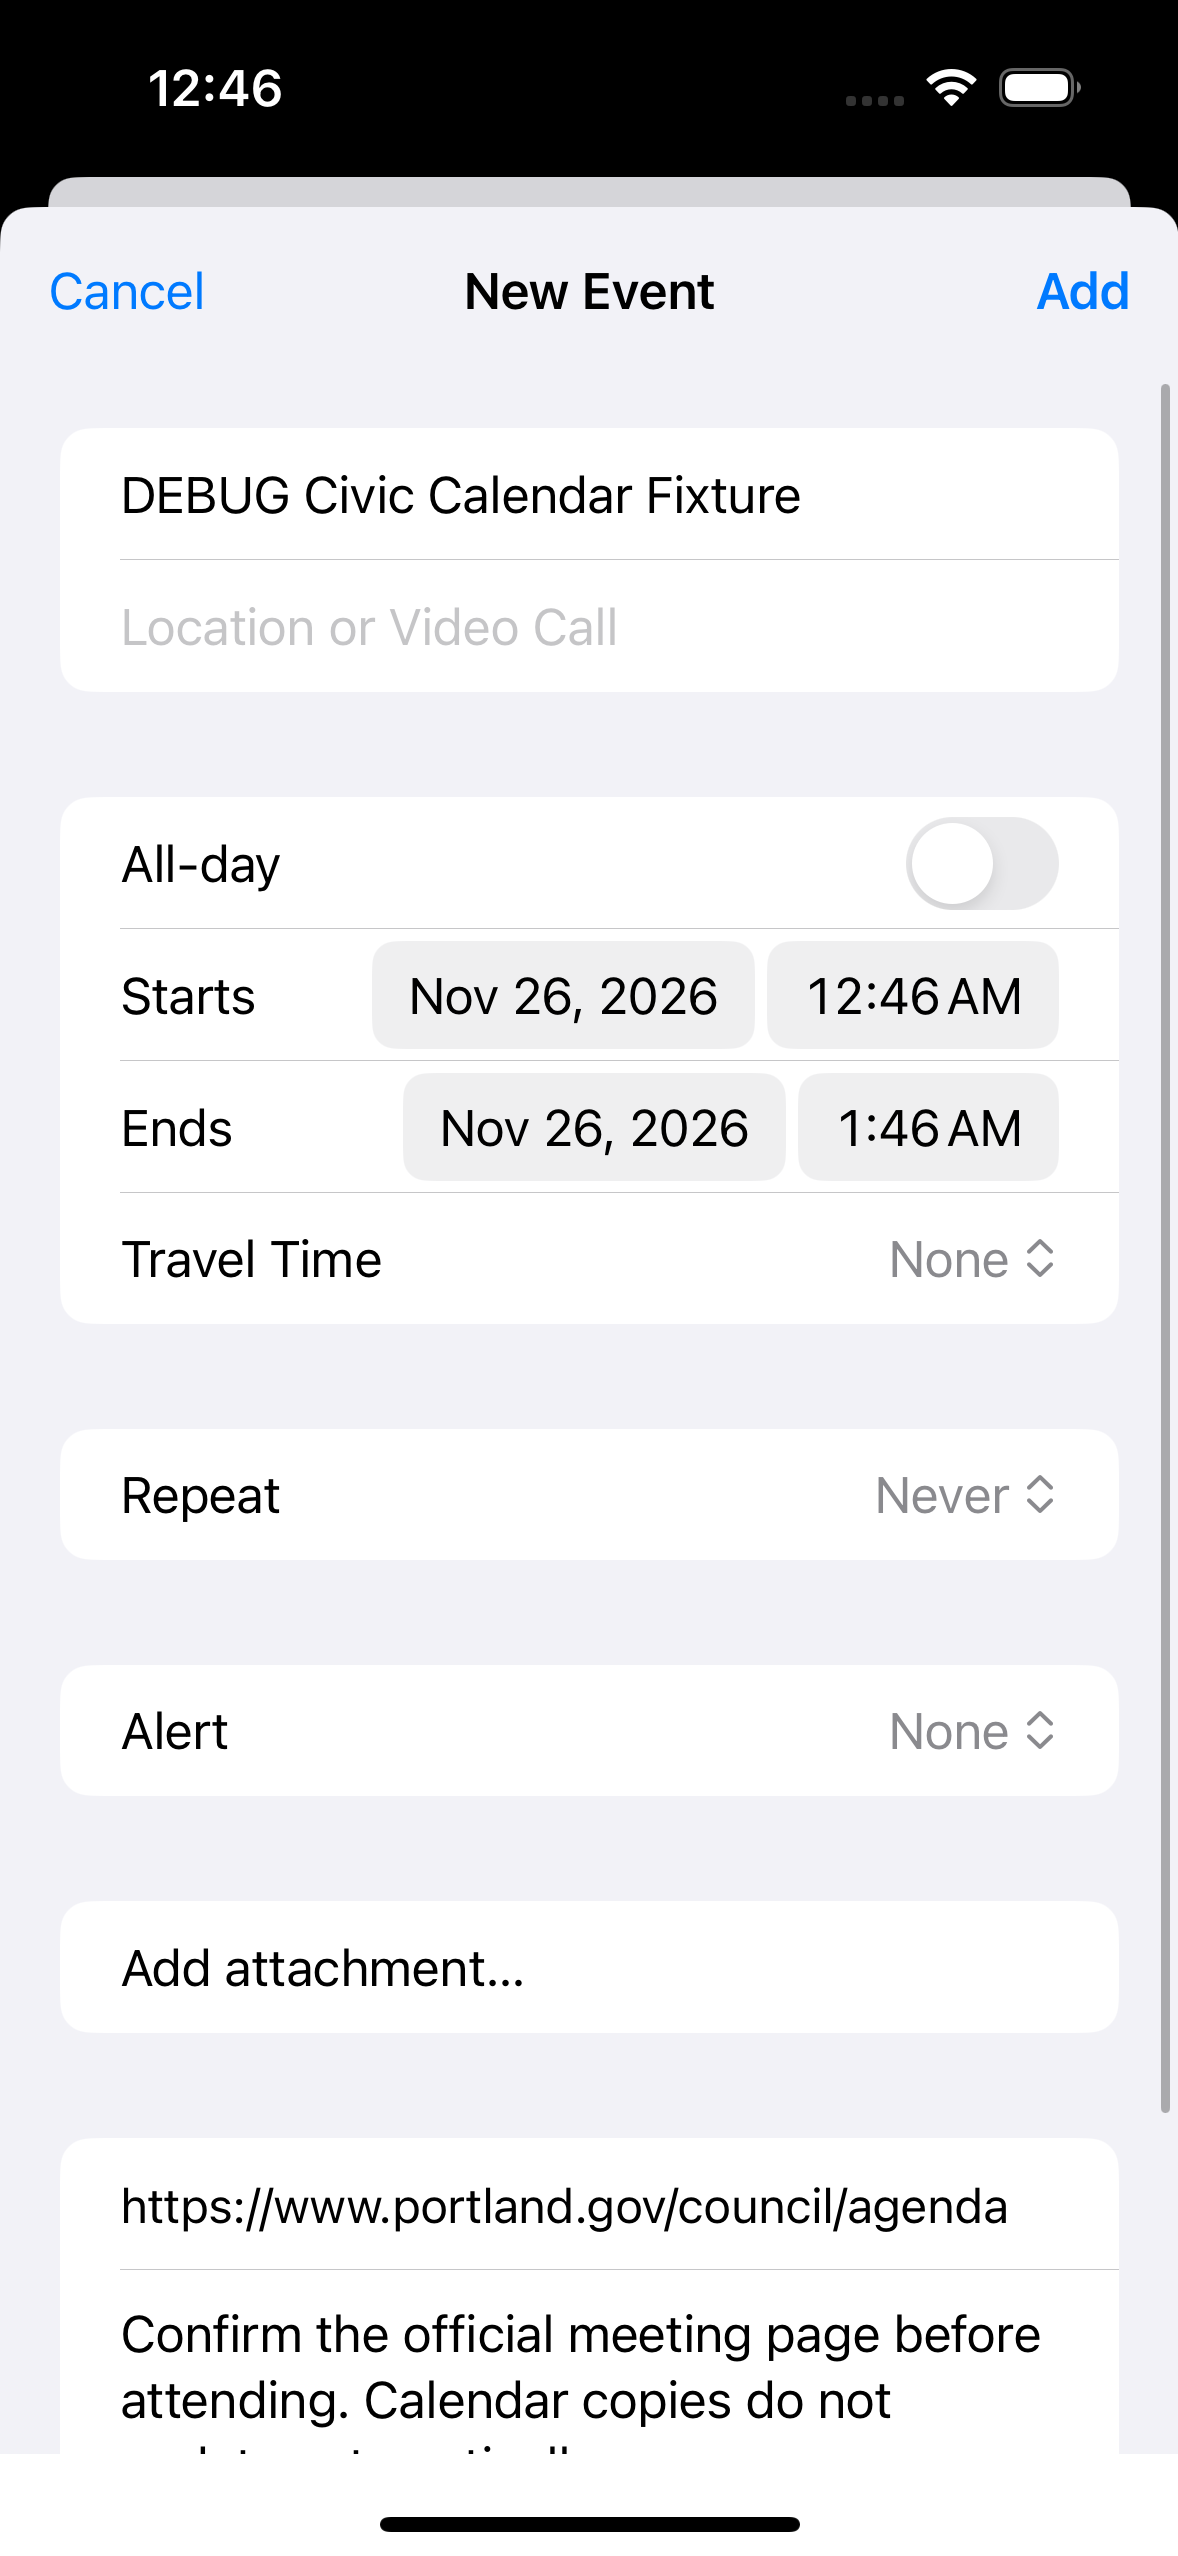 12:46
Cancel New Event Add
DEBUG Civic Calendar Fixture
Location or Video Call
All-day
Starts Nov 26, 2026 12:46 AM
Ends Nov 26, 2026 1:46 AM
Travel Time None
Repeat Never
Alert None
Add attachment...
https://www.portland.gov/council/agenda
Confirm the official meeting page before
attending. Calendar copies do not